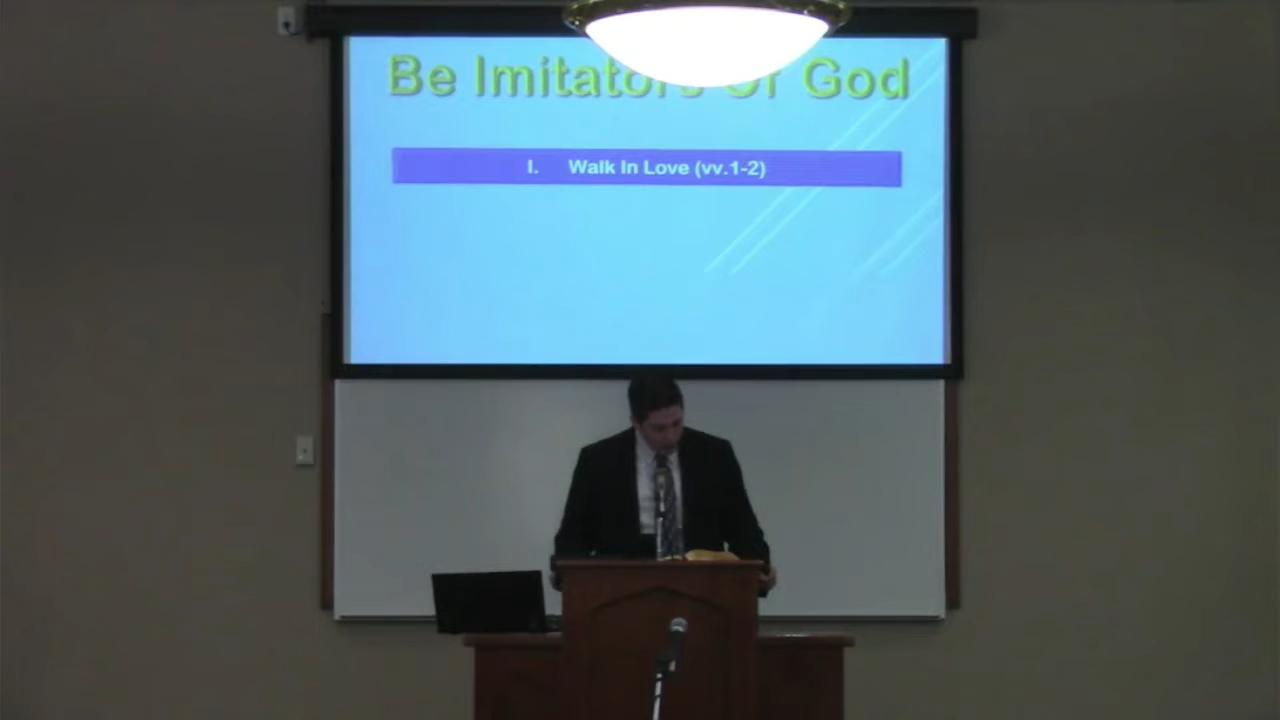 Be Imitators Of God
I. Walk In Love (vv.1-2)